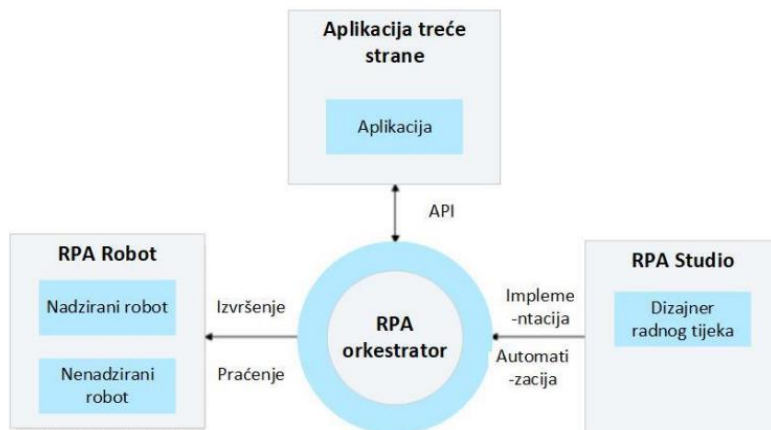 Aplikacija treće
strane
Aplikacija
API
RPA Robot
Nadzirani robot
Nenadzirani
robot
Izvršenje
Praćenje
RPA
orkestrator
Impleme
-ntacija
Automati
-zacija
RPA Studio
Dizajner
radnog tijeka